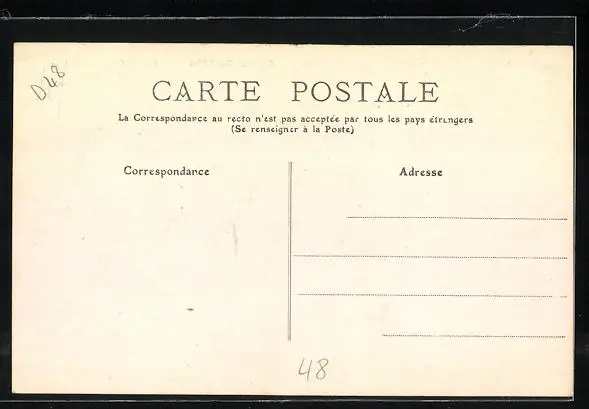 D48
CARTE POSTALE
La Correspondance au recto n'est pas acceptée par tous les pays étrangers
(Se renseigner à la Poste)
Correspondance
Adresse
48